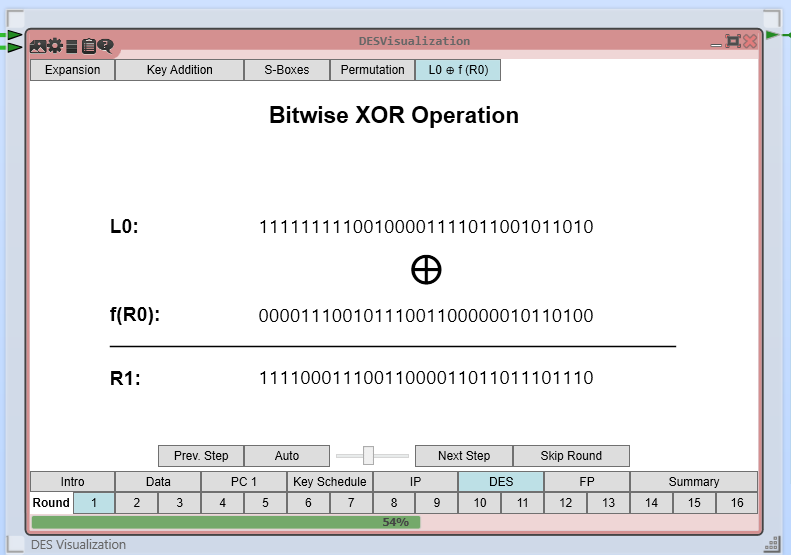 DESVisualization
Expansion Key Addition S-Boxes Permutation L0 ⊕ f (R0)
Bitwise XOR Operation
L0: 11111111100100001111011001011010
⊕
f(R0): 00001110010111001100000010110100
R1: 11110001110011000011011011101110
Prev. Step Auto Next Step Skip Round
Intro Data PC 1 Key Schedule IP DES FP Summary
Round 1 2 3 4 5 6 7 8 9 10 11 12 13 14 15 16
54%
DES Visualization